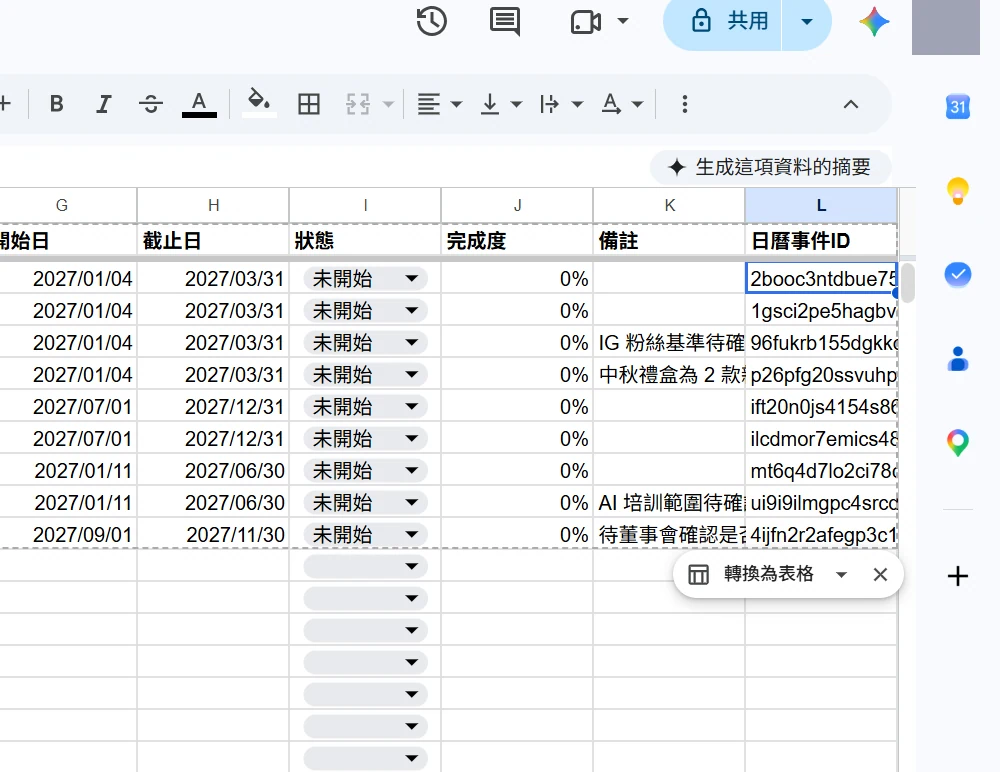 共用
31
B I S A
A
生成這項資料的摘要
G H I J K L
開始日 截止日 狀態 完成度 備註 日曆事件ID
2027/01/04 2027/03/31 未開始 0% 2booc3ntdbue75
2027/01/04 2027/03/31 未開始 0% 1gsci2pe5hagbv
2027/01/04 2027/03/31 未開始 0% IG 粉絲基準待確 96fukrb155dgkk
2027/01/04 2027/03/31 未開始 0% 中秋禮盒為 2 款 p26pfg20ssvuhp
2027/07/01 2027/12/31 未開始 0% ift20n0js4154s86
2027/07/01 2027/12/31 未開始 0% ilcdmor7emics48
2027/01/11 2027/06/30 未開始 0% mt6q4d7lo2ci78
2027/01/11 2027/06/30 未開始 0% AI 培訓範圍待確 ui9i9ilmgpc4src
2027/09/01 2027/11/30 未開始 0% 待董事會確認是否 4ijfn2r2afegp3c1
轉換為表格